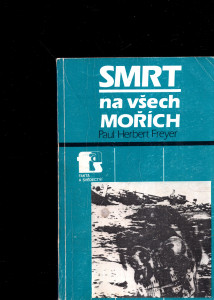 SMRT
na všech
MOŘÍCH
Paul Herbert Freyer
FAKTA
A SVĚDECTVÍ